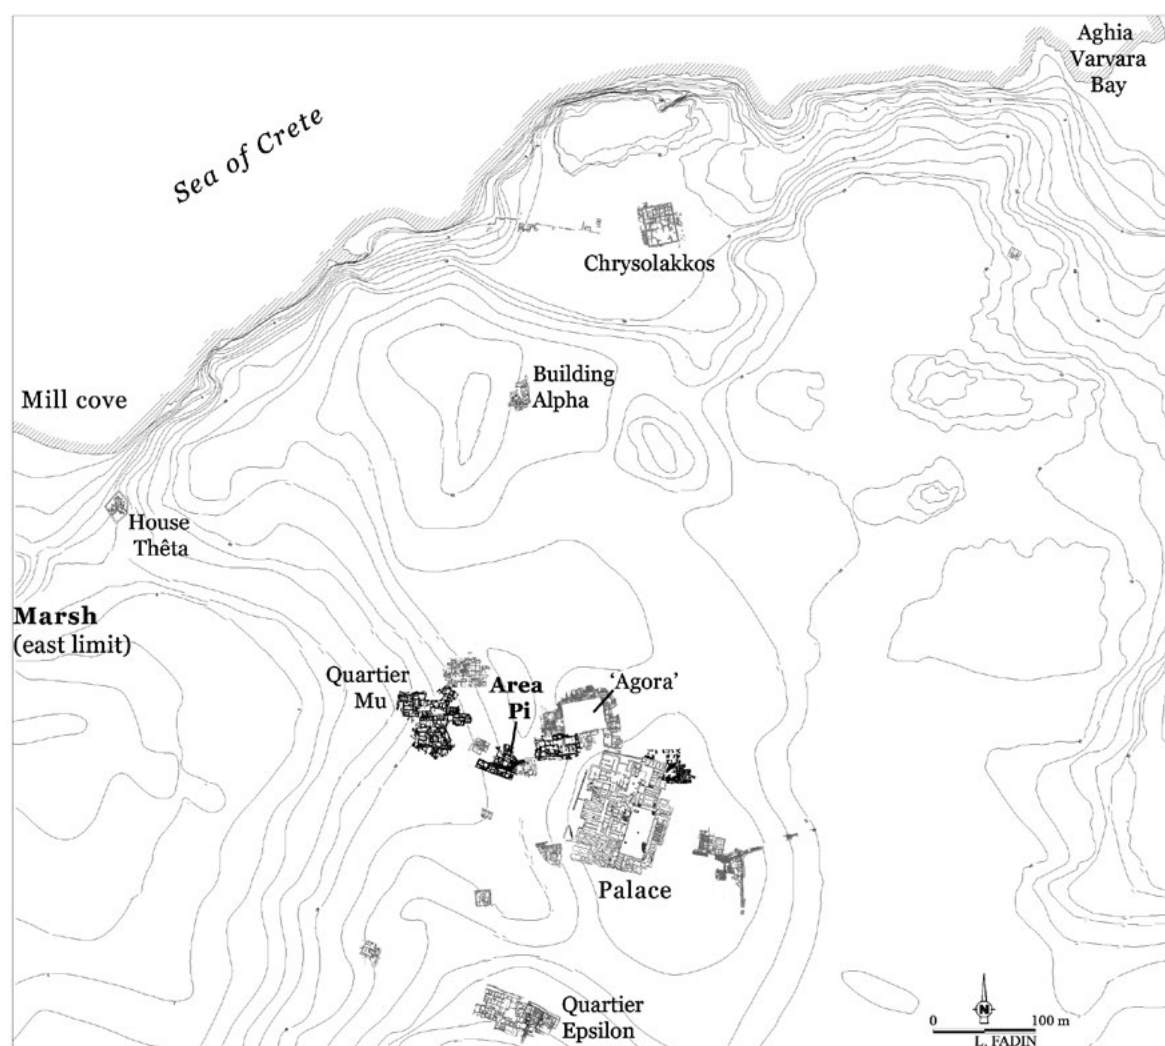 Aghia
Varvara
Bay
Sea of Crete
Chrysolakkos
Building
Alpha
Mill cove
House
Thêta
Marsh
(east limit)
Quartier
Mu
Area
Pi
‘Agora’
Palace
Quartier
Epsilon
N
0 100 m
L. FADIN